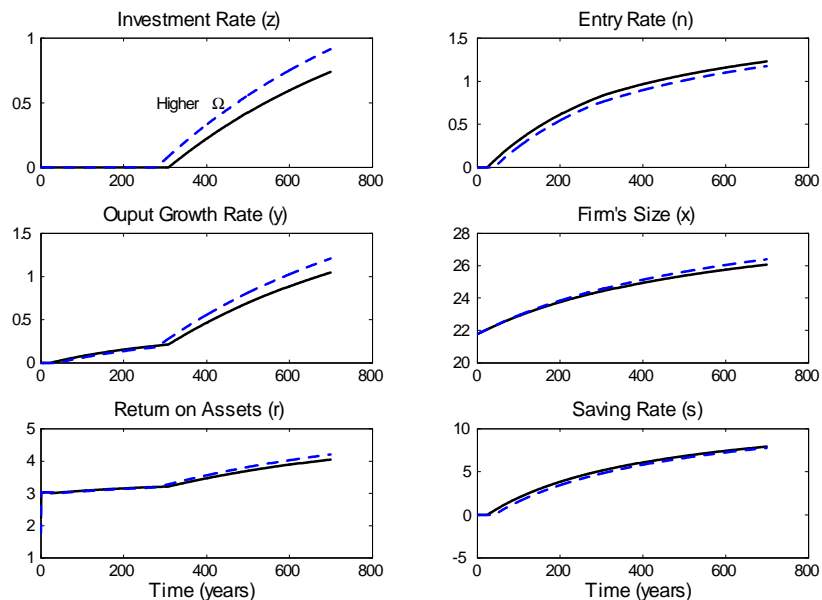 Investment Rate (z)
1
0.5
0
Higher Ω
0 200 400 600 800
Entry Rate (n)
1.5
1
0.5
0
0 200 400 600 800
Ouput Growth Rate (y)
1.5
1
0.5
0
0 200 400 600 800
Firm's Size (x)
28
26
24
22
20
0 200 400 600 800
Return on Assets (r)
5
4
3
2
1
0 200 400 600 800
Time (years)
Saving Rate (s)
10
5
0
-5
0 200 400 600 800
Time (years)